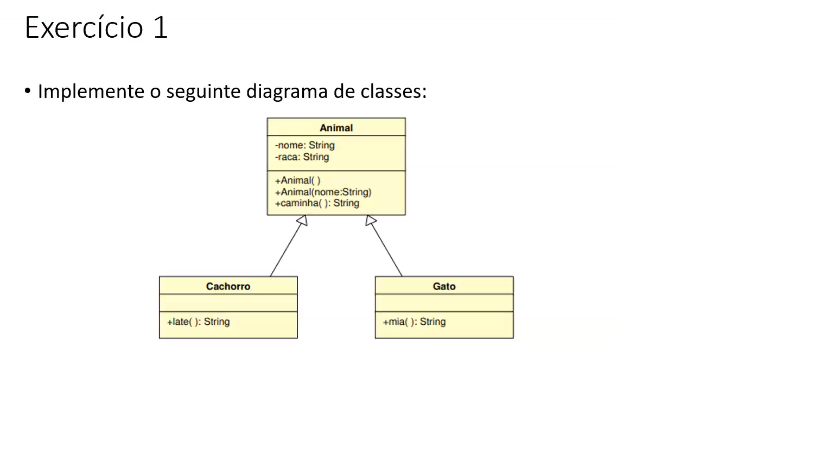 Exercício 1
• Implemente o seguinte diagrama de classes:
Animal
-nome: String
-raca: String
+Animal( )
+Animal(nome:String)
+caminha( ): String
Cachorro
+late( ): String
Gato
+mia( ): String